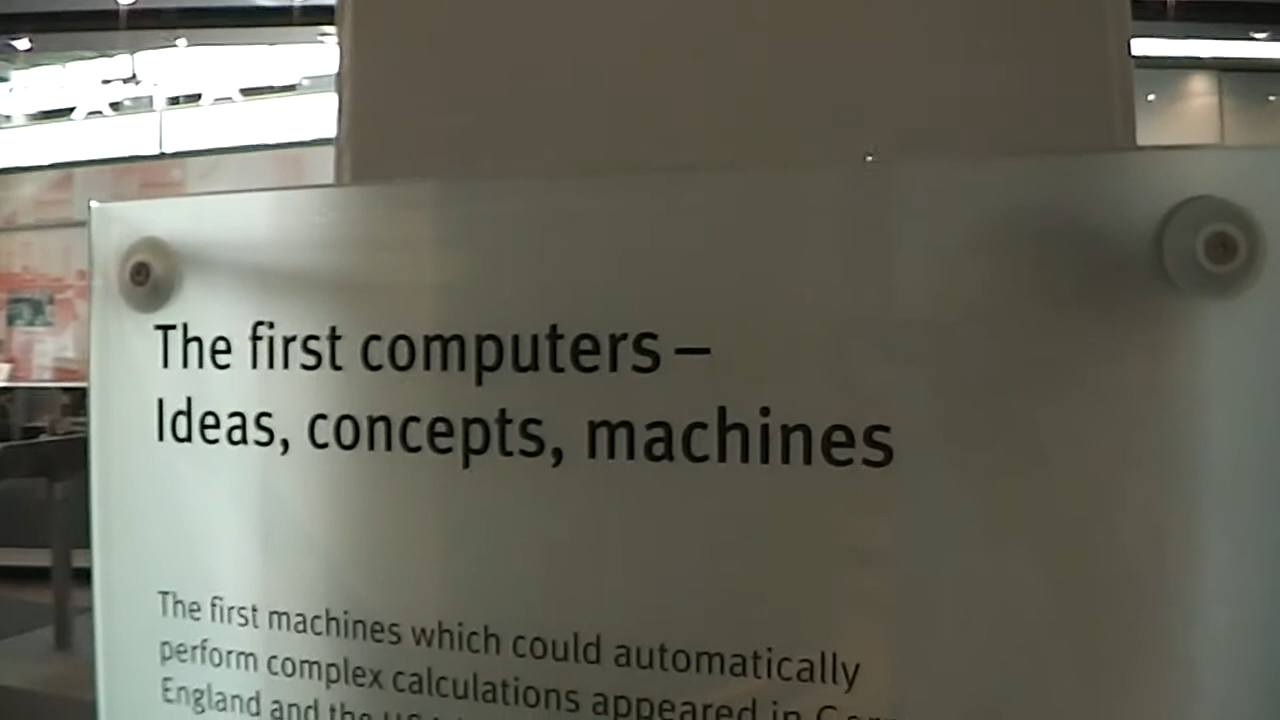 The first computers –
Ideas, concepts, machines
The first machines which could automatically
perform complex calculations appeared in
England and the